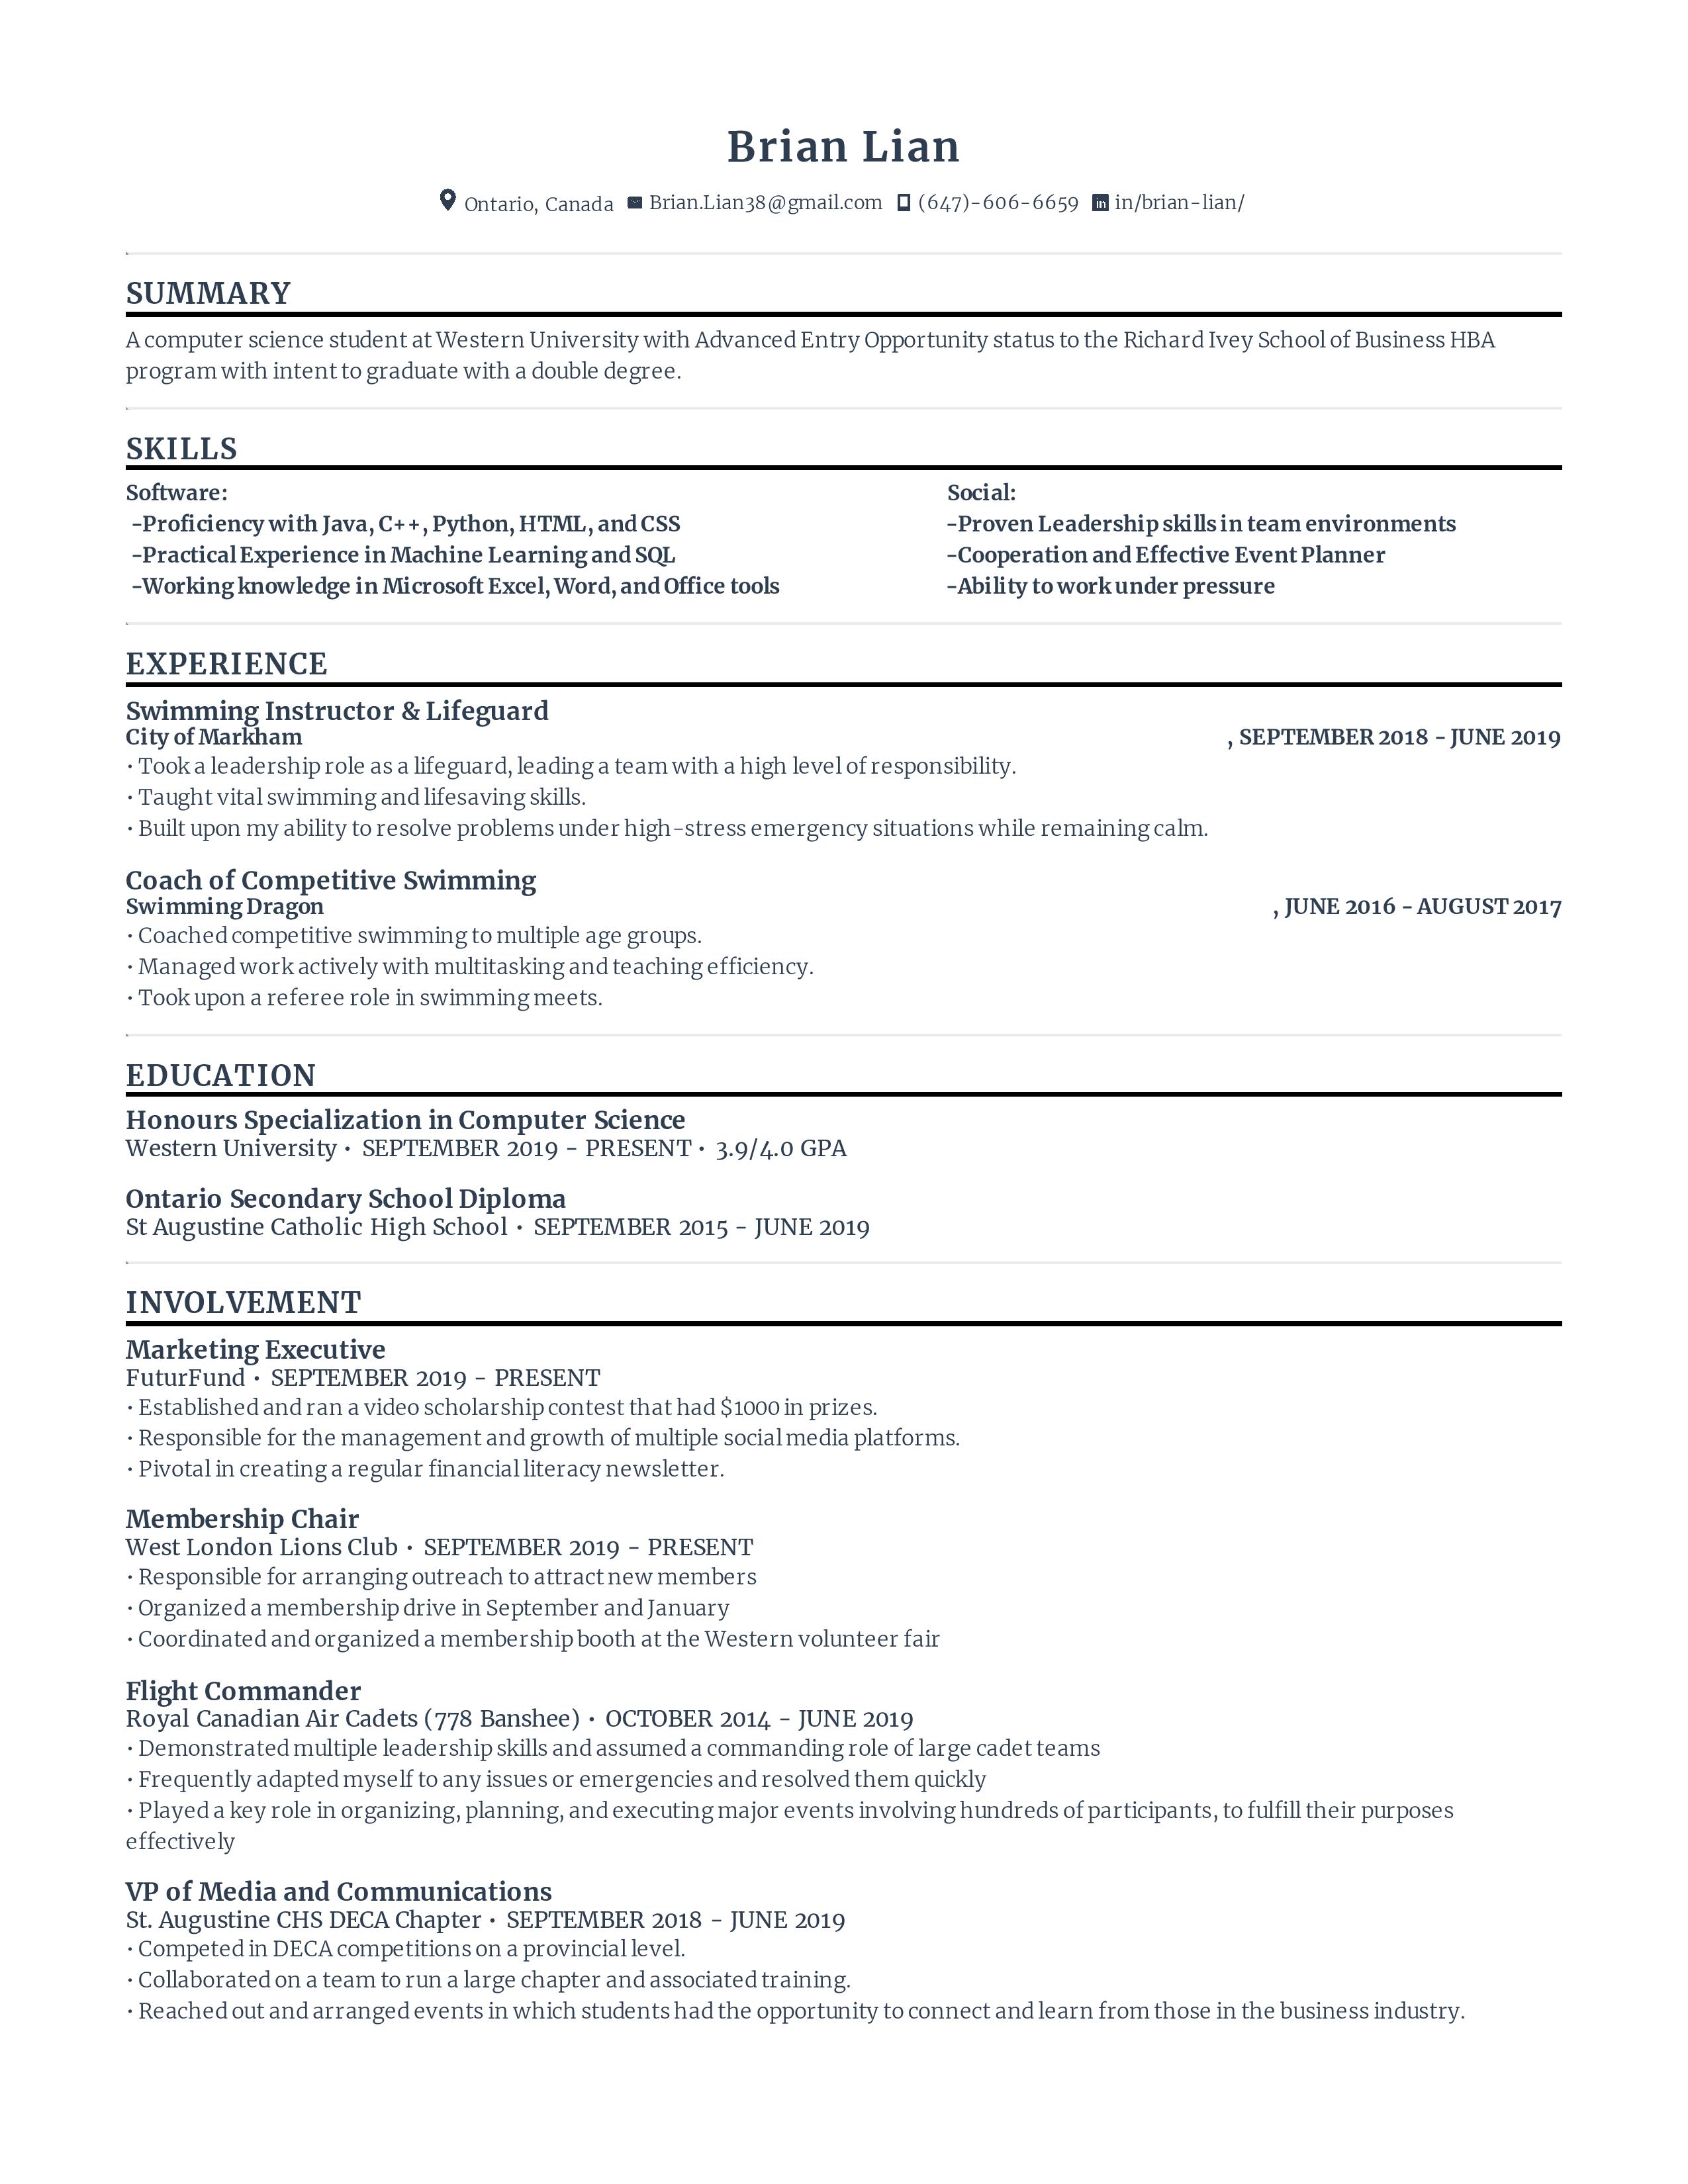 Brian Lian
Ontario, Canada Brian.Lian38@gmail.com (647)-606-6659 in/brian-lian/
SUMMARY
A computer science student at Western University with Advanced Entry Opportunity status to the Richard Ivey School of Business HBA
program with intent to graduate with a double degree.
SKILLS
Software:
-Proficiency with Java, C++, Python, HTML, and CSS
-Practical Experience in Machine Learning and SQL
-Working knowledge in Microsoft Excel, Word, and Office tools
Social:
-Proven Leadership skills in team environments
-Cooperation and Effective Event Planner
-Ability to work under pressure
EXPERIENCE
Swimming Instructor & Lifeguard
City of Markham , SEPTEMBER 2018 - JUNE 2019
• Took a leadership role as a lifeguard, leading a team with a high level of responsibility.
• Taught vital swimming and lifesaving skills.
• Built upon my ability to resolve problems under high-stress emergency situations while remaining calm.
Coach of Competitive Swimming
Swimming Dragon , JUNE 2016 - AUGUST 2017
• Coached competitive swimming to multiple age groups.
• Managed work actively with multitasking and teaching efficiency.
• Took upon a referee role in swimming meets.
EDUCATION
Honours Specialization in Computer Science
Western University • SEPTEMBER 2019 - PRESENT • 3.9/4.0 GPA
Ontario Secondary School Diploma
St Augustine Catholic High School • SEPTEMBER 2015 - JUNE 2019
INVOLVEMENT
Marketing Executive
FuturFund • SEPTEMBER 2019 - PRESENT
• Established and ran a video scholarship contest that had $1000 in prizes.
• Responsible for the management and growth of multiple social media platforms.
• Pivotal in creating a regular financial literacy newsletter.
Membership Chair
West London Lions Club • SEPTEMBER 2019 - PRESENT
• Responsible for arranging outreach to attract new members
• Organized a membership drive in September and January
• Coordinated and organized a membership booth at the Western volunteer fair
Flight Commander
Royal Canadian Air Cadets (778 Banshee) • OCTOBER 2014 - JUNE 2019
• Demonstrated multiple leadership skills and assumed a commanding role of large cadet teams
• Frequently adapted myself to any issues or emergencies and resolved them quickly
• Played a key role in organizing, planning, and executing major events involving hundreds of participants, to fulfill their purposes
effectively
VP of Media and Communications
St. Augustine CHS DECA Chapter • SEPTEMBER 2018 - JUNE 2019
• Competed in DECA competitions on a provincial level.
• Collaborated on a team to run a large chapter and associated training.
• Reached out and arranged events in which students had the opportunity to connect and learn from those in the business industry.